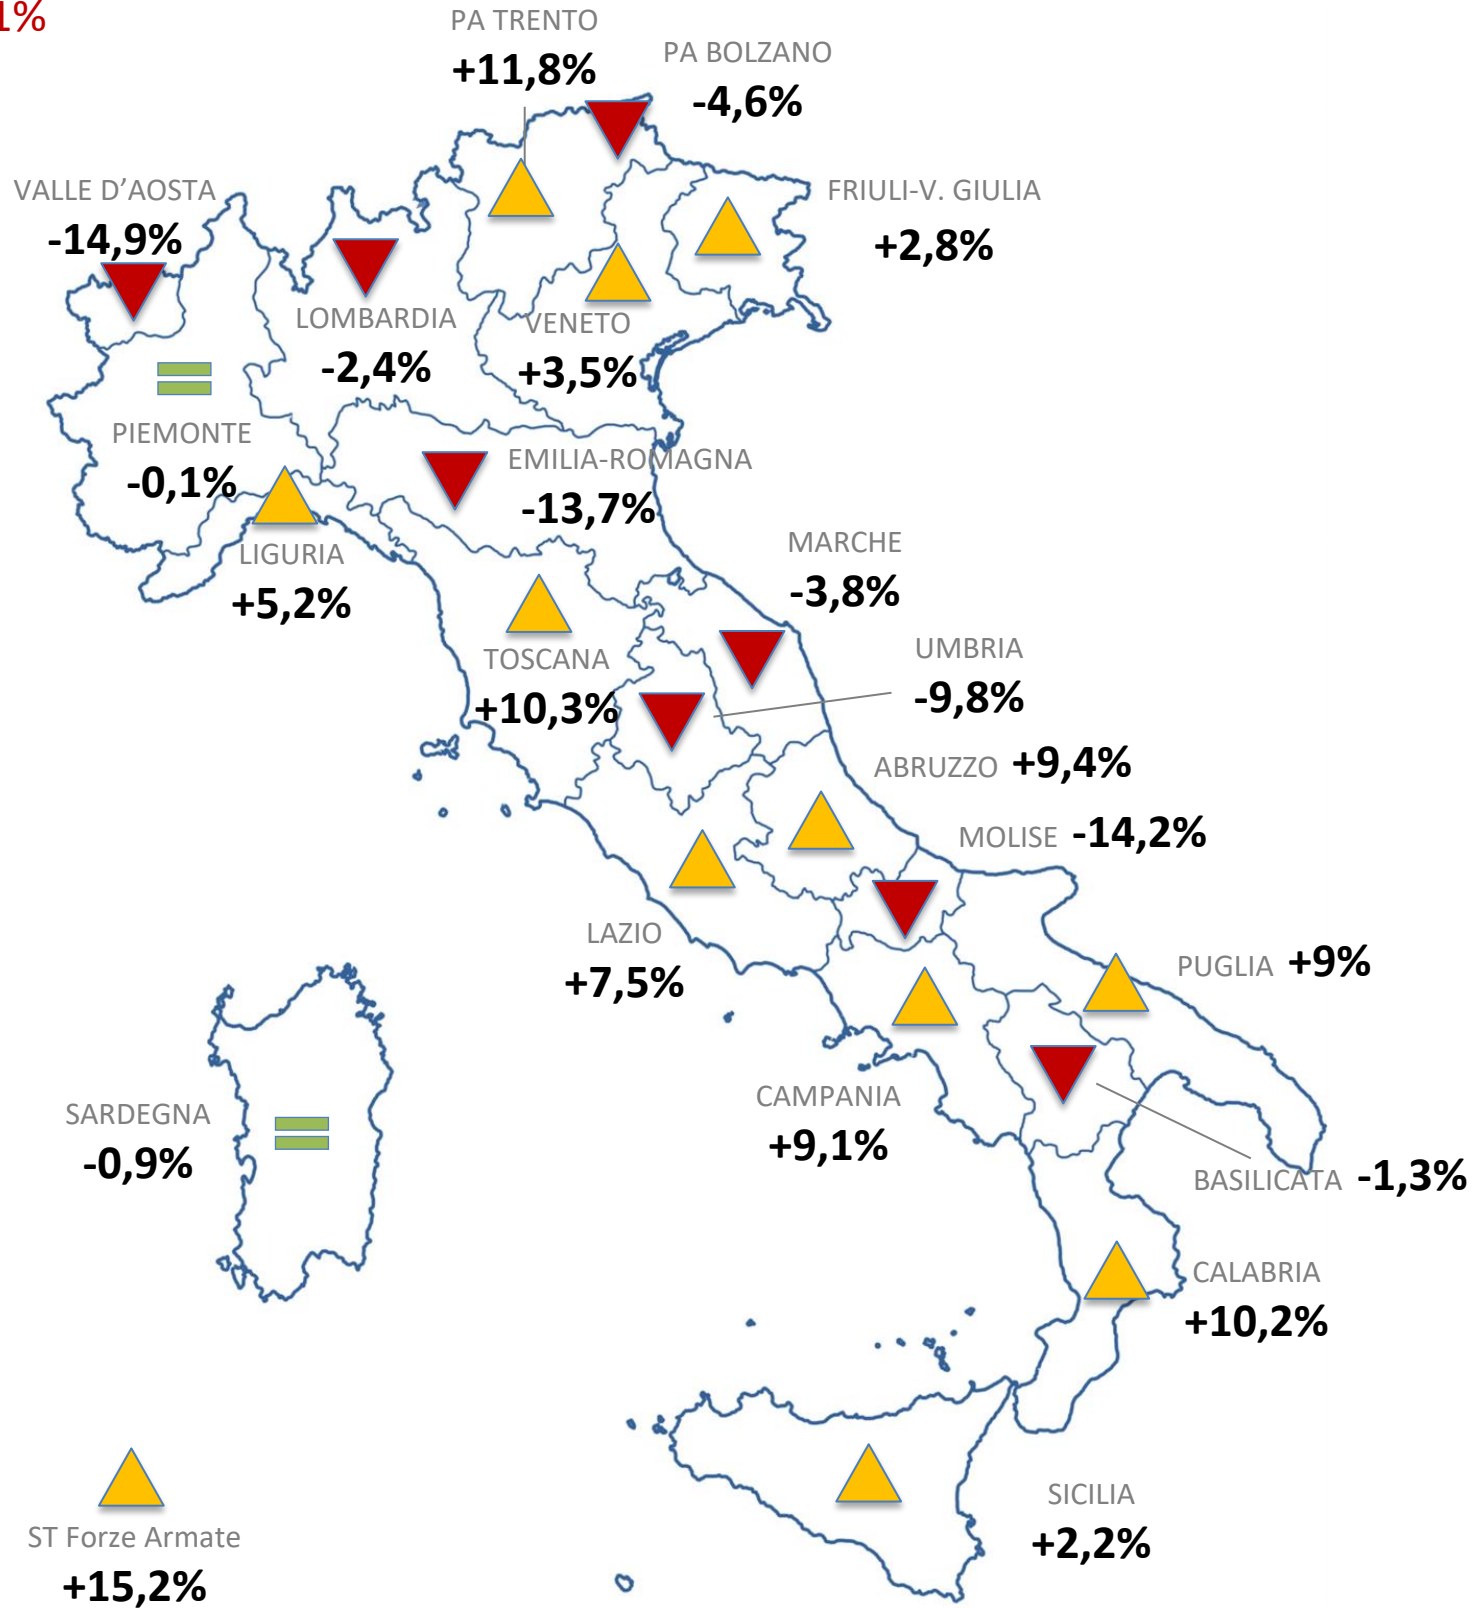 1%
PA TRENTO
+11,8%
PA BOLZANO
-4,6%
VALLE D’AOSTA
-14,9%
FRIULI-V. GIULIA
+2,8%
LOMBARDIA
-2,4%
VENETO
+3,5%
PIEMONTE
-0,1%
EMILIA-ROMAGNA
-13,7%
LIGURIA
+5,2%
MARCHE
-3,8%
TOSCANA
+10,3%
UMBRIA
-9,8%
ABRUZZO +9,4%
MOLISE -14,2%
LAZIO
+7,5%
PUGLIA +9%
CAMPANIA
+9,1%
SARDEGNA
-0,9%
BASILICATA -1,3%
CALABRIA
+10,2%
SICILIA
+2,2%
ST Forze Armate
+15,2%